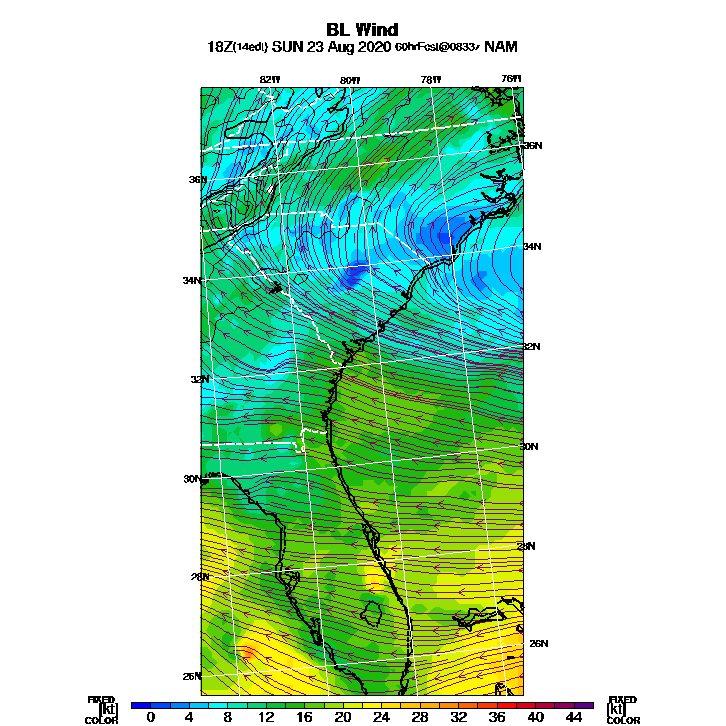 BL Wind
18Z(14edt) SUN 23 Aug 2020 60hrFcst@0833z NAM
82W 80W 78W 76W
36N
36N
34N
34N
32N
32N
30N
30N
28N
28N
26N
26N
FIXED [kt] COLOR
0 4 8 12 16 20 24 28 32 36 40 44
FIXED [kt] COLOR